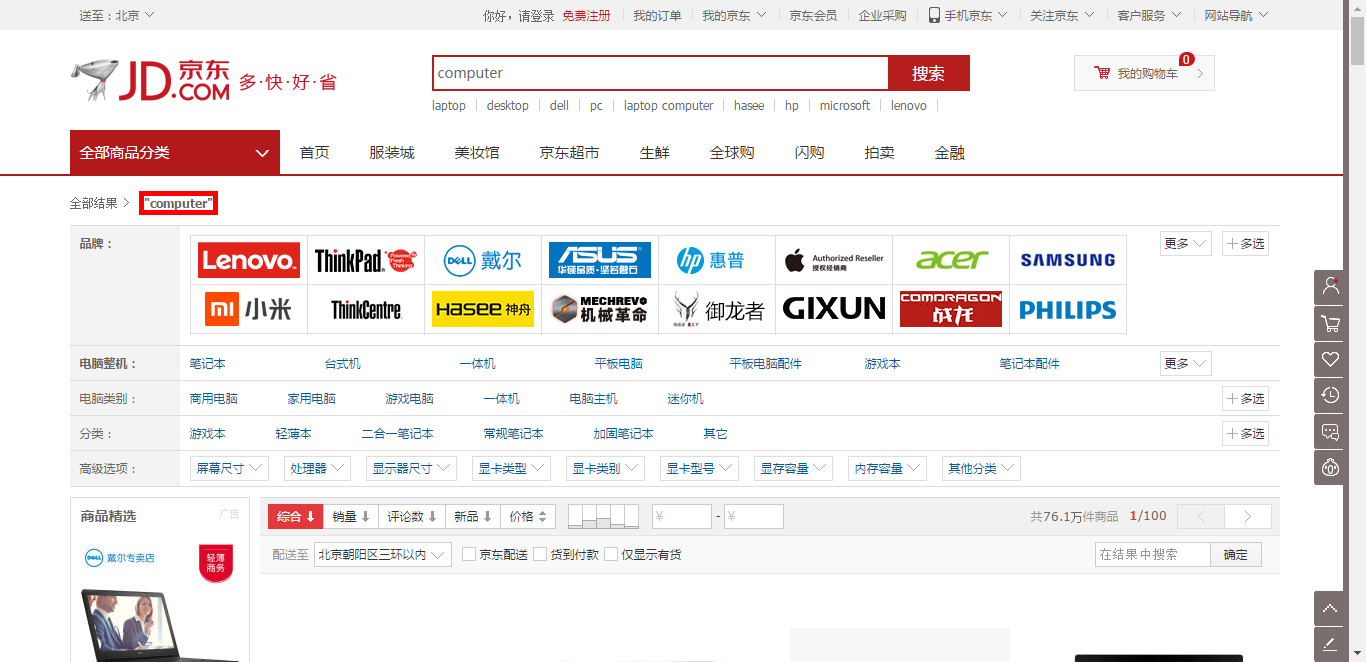 送至：北京
你好，请登录 免费注册 我的订单 我的京东 京东会员 企业采购 手机京东 关注京东 客户服务 网站导航
JD.COM 京东
多·快·好·省
computer
搜索
0
我的购物车
laptop desktop dell pc laptop computer hasee hp microsoft lenovo
全部商品分类 首页 服装城 美妆馆 京东超市 生鲜 全球购 闪购 拍卖 金融
全部结果 "computer"
品牌：
Lenovo. ThinkPad. Powered by Fresh Thinking DELL 戴尔 ASUS 华硕品质·坚若磐石 hp 惠普 Authorized Reseller 授权经销商 acer SAMSUNG
更多 多选
mi 小米 ThinkCentre. HASEE 神舟 MECHREVO 机械革命 御龙者 GIXUN COMDRAGON 战龙 PHILIPS
电脑整机： 笔记本 台式机 一体机 平板电脑 平板电脑配件 游戏本 笔记本配件 更多
电脑类别： 商用电脑 家用电脑 游戏电脑 一体机 电脑主机 迷你机 多选
分类： 游戏本 轻薄本 二合一笔记本 常规笔记本 加固笔记本 其它 多选
高级选项： 屏幕尺寸 处理器 显示器尺寸 显卡类型 显卡类别 显卡型号 显存容量 内存容量 其他分类
商品精选 广告
综合 销量 评论数 新品 价格 ¥ - ¥ 共76.1万件商品 1/100
配送至 北京朝阳区三环以内 京东配送 货到付款 仅显示有货 在结果中搜索 确定
DELL 戴尔专卖店
轻薄
商务